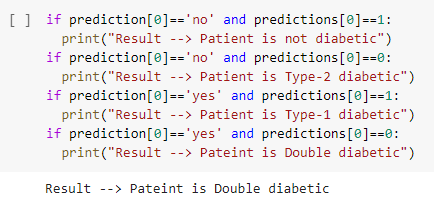 [ ] if prediction[0]=='no' and predictions[0]==1:
print("Result --> Patient is not diabetic")
if prediction[0]=='no' and predictions[0]==0:
print("Result --> Patient is Type-2 diabetic")
if prediction[0]=='yes' and predictions[0]==1:
print("Result --> Patient is Type-1 diabetic")
if prediction[0]=='yes' and predictions[0]==0:
print("Result --> Pateint is Double diabetic")
Result --> Pateint is Double diabetic